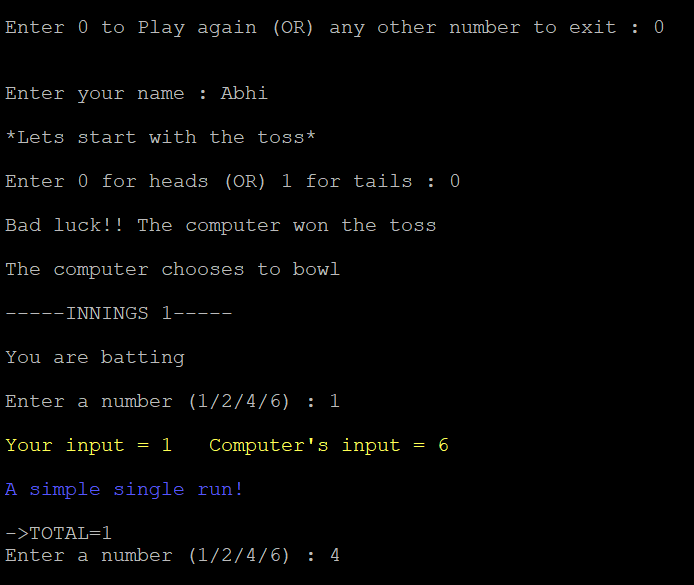 Enter 0 to Play again (OR) any other number to exit : 0
Enter your name : Abhi
*Lets start with the toss*
Enter 0 for heads (OR) 1 for tails : 0
Bad luck!! The computer won the toss
The computer chooses to bowl
-----INNINGS 1-----
You are batting
Enter a number (1/2/4/6) : 1
Your input = 1   Computer's input = 6
A simple single run!
->TOTAL=1
Enter a number (1/2/4/6) : 4